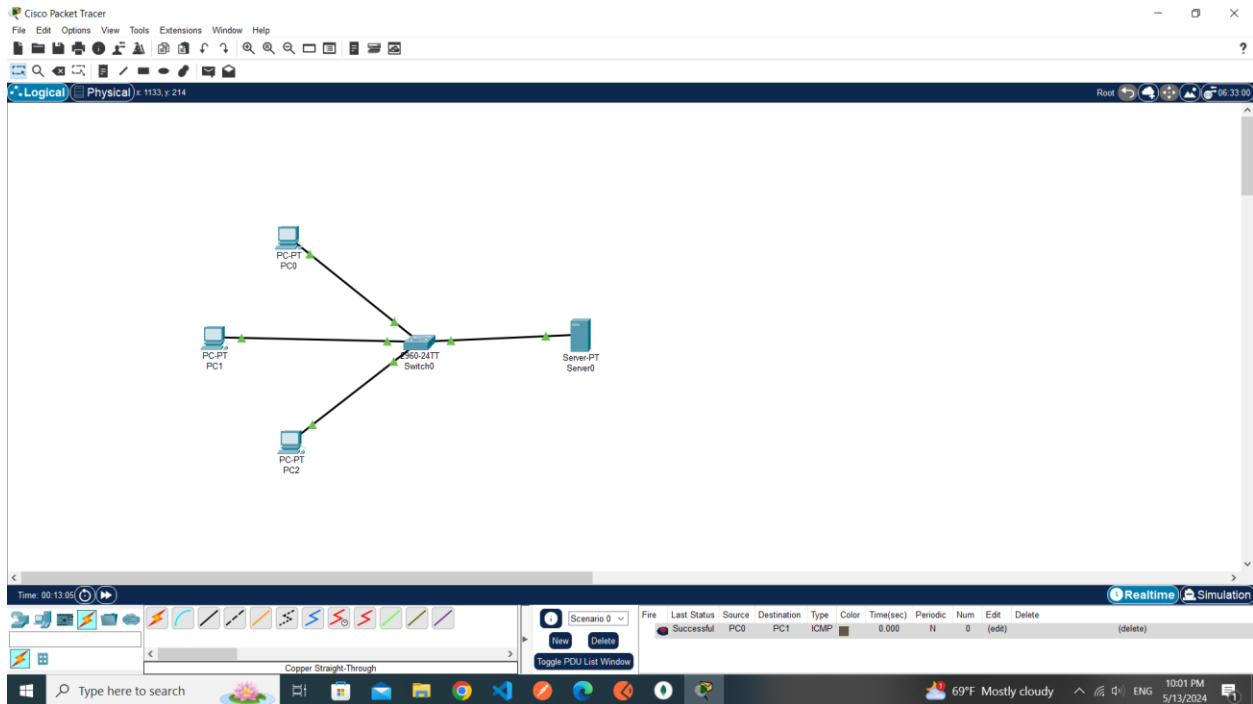 Cisco Packet Tracer
File Edit Options View Tools Extensions Window Help
?
Logical Physical x: 1133, y: 214 Root 06:33:00
PC-PT
PC0
PC-PT
PC1
2960-24TT
Switch0
Server-PT
Server0
PC-PT
PC2
Time: 00:13:05 Realtime Simulation
Scenario 0
New Delete
Toggle PDU List Window
Fire Last Status Source Destination Type Color Time(sec) Periodic Num Edit Delete
Successful PC0 PC1 ICMP 0.000 N 0 (edit) (delete)
Copper Straight-Through
Type here to search
69°F Mostly cloudy ENG
10:01 PM
5/13/2024
1